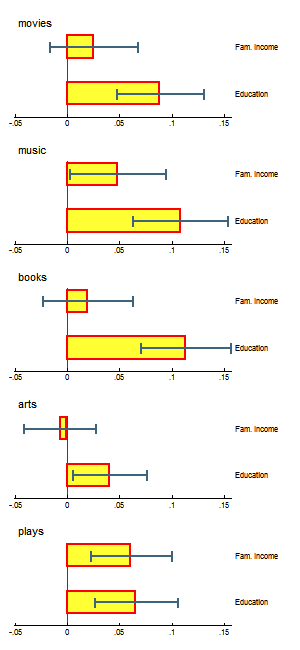 movies
Fam. Income
Education
-.05 0 .05 .1 .15
music
Fam. Income
Education
-.05 0 .05 .1 .15
books
Fam. Income
Education
-.05 0 .05 .1 .15
arts
Fam. Income
Education
-.05 0 .05 .1 .15
plays
Fam. Income
Education
-.05 0 .05 .1 .15